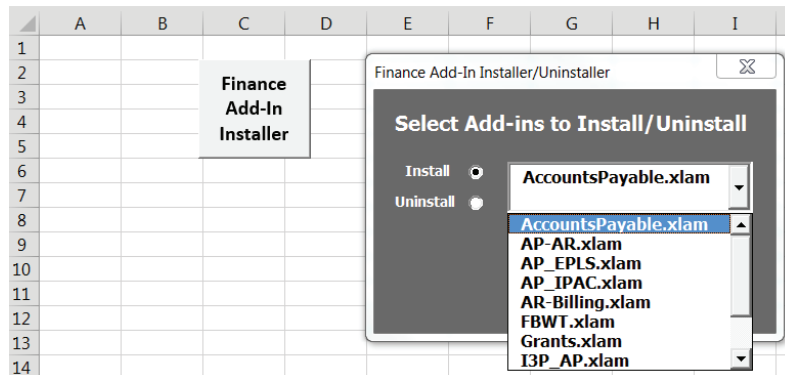 A B C D E F G H I
1
2
3
4
5
6
7
8
9
10
11
12
13
14
Finance
Add-In
Installer
Finance Add-In Installer/Uninstaller
Select Add-ins to Install/Uninstall
Install
Uninstall
AccountsPayable.xlam
AccountsPayable.xlam
AP-AR.xlam
AP_EPLS.xlam
AP_IPAC.xlam
AR-Billing.xlam
FBWT.xlam
Grants.xlam
I3P_AP.xlam